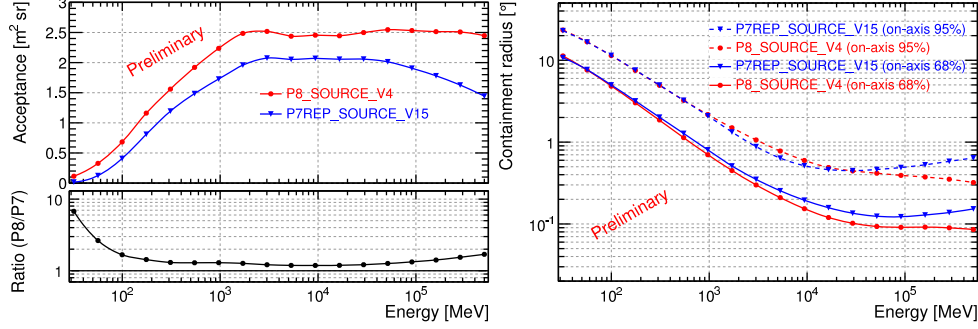 Acceptance [m² sr]
3
2.5
2
1.5
1
0.5
0
Preliminary
P8_SOURCE_V4
P7REP_SOURCE_V15
Ratio (P8/P7)
10
1
10² 10³ 10⁴ 10⁵
Energy [MeV]
Containment radius [°]
10
1
10⁻¹
P7REP_SOURCE_V15 (on-axis 95%)
P8_SOURCE_V4 (on-axis 95%)
P7REP_SOURCE_V15 (on-axis 68%)
P8_SOURCE_V4 (on-axis 68%)
Preliminary
10² 10³ 10⁴ 10⁵
Energy [MeV]